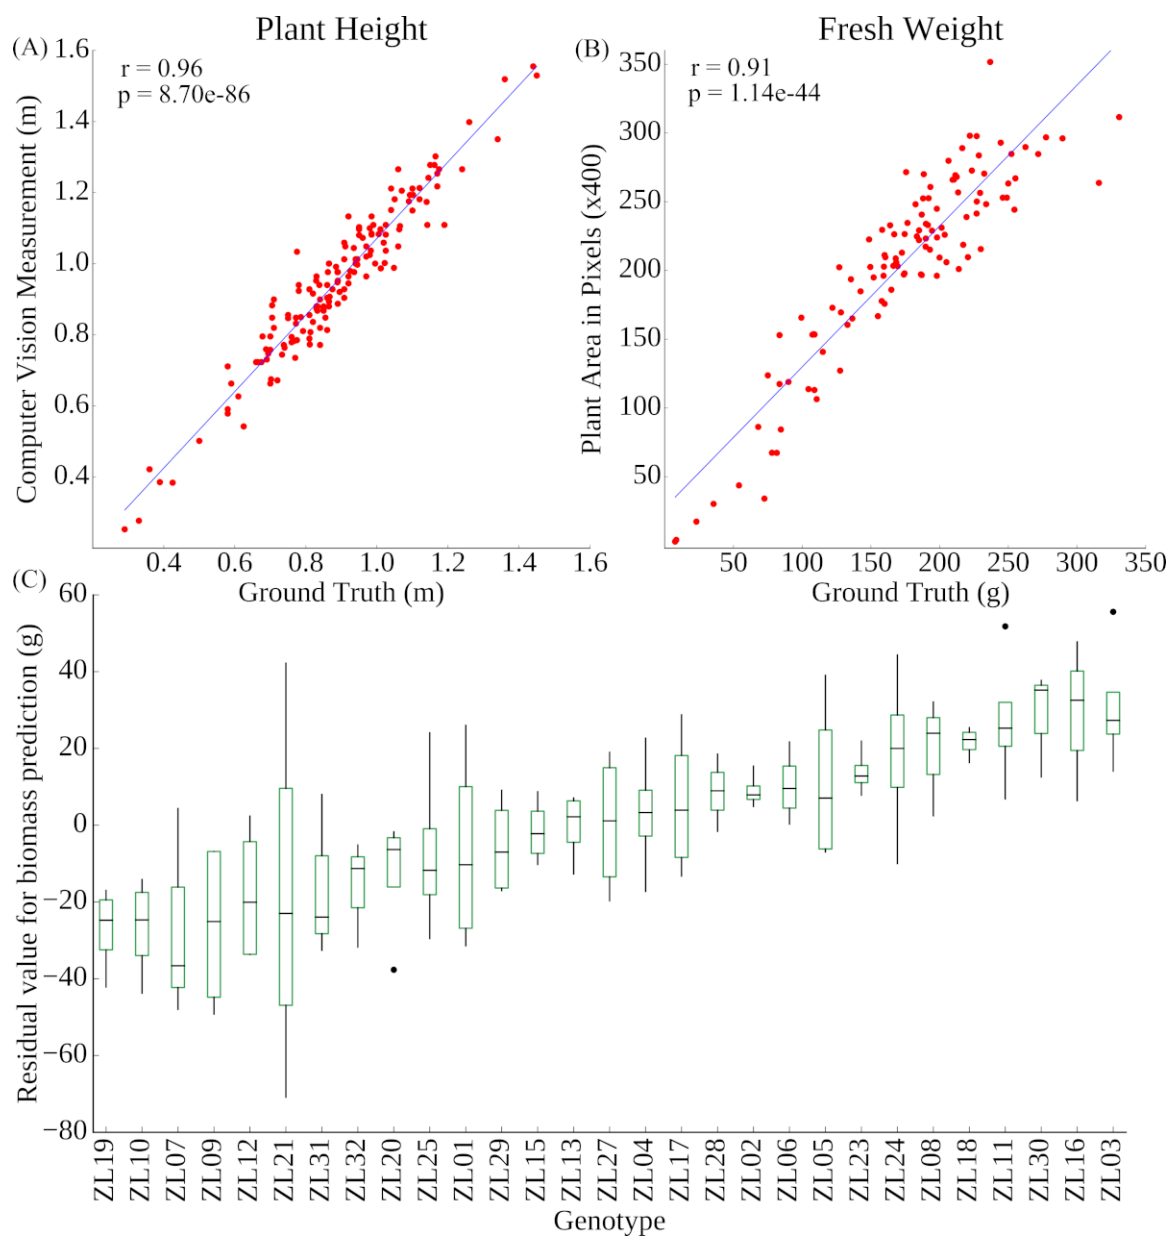 Plant Height
Fresh Weight
(A)
r = 0.96
p = 8.70e-86
Computer Vision Measurement (m)
1.6
1.4
1.2
1.0
0.8
0.6
0.4
0.4 0.6 0.8 1.0 1.2 1.4 1.6
Ground Truth (m)
(B)
r = 0.91
p = 1.14e-44
Plant Area in Pixels (x400)
350
300
250
200
150
100
50
50 100 150 200 250 300 350
Ground Truth (g)
(C)
Residual value for biomass prediction (g)
60
40
20
0
−20
−40
−60
−80
ZL19 ZL10 ZL07 ZL09 ZL12 ZL21 ZL31 ZL32 ZL20 ZL25 ZL01 ZL29 ZL15 ZL13 ZL27 ZL04 ZL17 ZL28 ZL02 ZL06 ZL05 ZL23 ZL24 ZL08 ZL18 ZL11 ZL30 ZL16 ZL03
Genotype